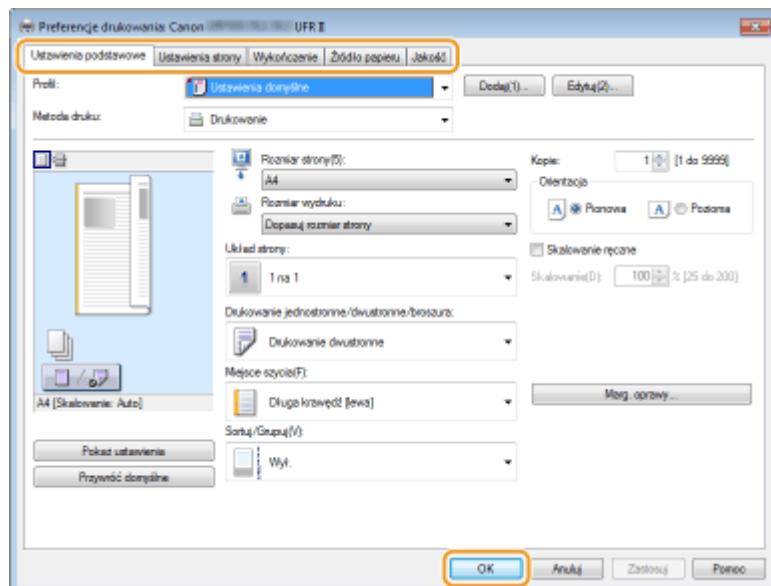 Preferencje drukowania: Canon UFR II
Ustawienia podstawowe Ustawienia strony Wykończenie Źródło papieru Jakość
Profil: Ustawienia domyślne Dodaj(1)... Edytuj(2)...
Metoda druku: Drukowanie
Rozmiar strony(5): Kopie: 1 [1 do 9999]
A4 Orientacja
Rozmiar wydruku: A Pionowa A Pozioma
Dopasuj rozmiar strony
Układ strony: Skalowanie ręczne
1 1 na 1 Skalowanie(D): 100 % [25 do 200]
Drukowanie jednostronne/dwustronne/broszura:
Drukowanie dwustronne
Miejsce szycia(F):
Długa krawędź [lewa] Marg. oprawy...
A4 [Skalowanie: Auto]
Sortuj/Grupuj(V):
Pokaż ustawienia Wył.
Przywróć domyślne
OK Anuluj Zastosuj Pomoc